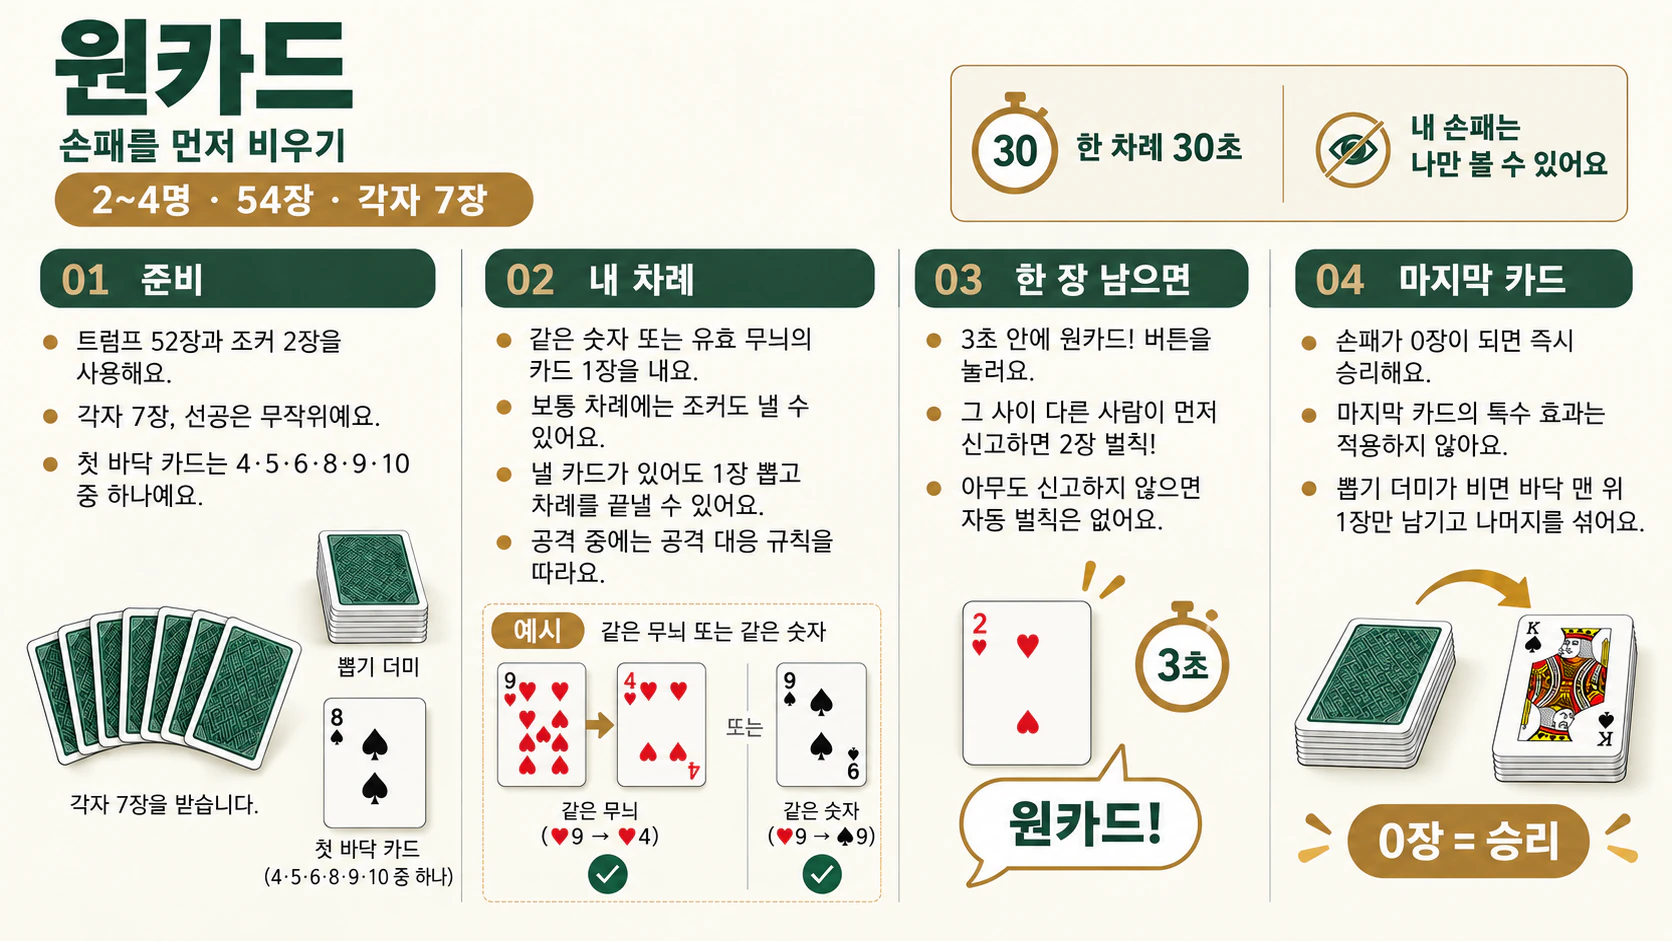 원카드
손패를 먼저 비우기
2~4명 · 54장 · 각자 7장
30
한 차례 30초
내 손패는
나만 볼 수 있어요
01 준비
트럼프 52장과 조커 2장을
사용해요.
각자 7장, 선공은 무작위예요.
첫 바닥 카드는 4·5·6·8·9·10
중 하나예요.
뽑기 더미
8
각자 7장을 받습니다.
첫 바닥 카드
(4·5·6·8·9·10 중 하나)
02 내 차례
같은 숫자 또는 유효 무늬의
카드 1장을 내요.
보통 차례에는 조커도 낼 수
있어요.
낼 카드가 있어도 1장 뽑고
차례를 끝낼 수 있어요.
공격 중에는 공격 대응 규칙을
따라요.
예시 같은 무늬 또는 같은 숫자
9
4
4
또는
9
9
같은 무늬
(♥9 → ♥4)
같은 숫자
(♥9 → ♠9)
03 한 장 남으면
3초 안에 원카드! 버튼을
눌러요.
그 사이 다른 사람이 먼저
신고하면 2장 벌칙!
아무도 신고하지 않으면
자동 벌칙은 없어요.
2
3초
원카드!
04 마지막 카드
손패가 0장이 되면 즉시
승리해요.
마지막 카드의 특수 효과는
적용하지 않아요.
뽑기 더미가 비면 바닥 맨 위
1장만 남기고 나머지를 섞어요.
K
K
0장 = 승리